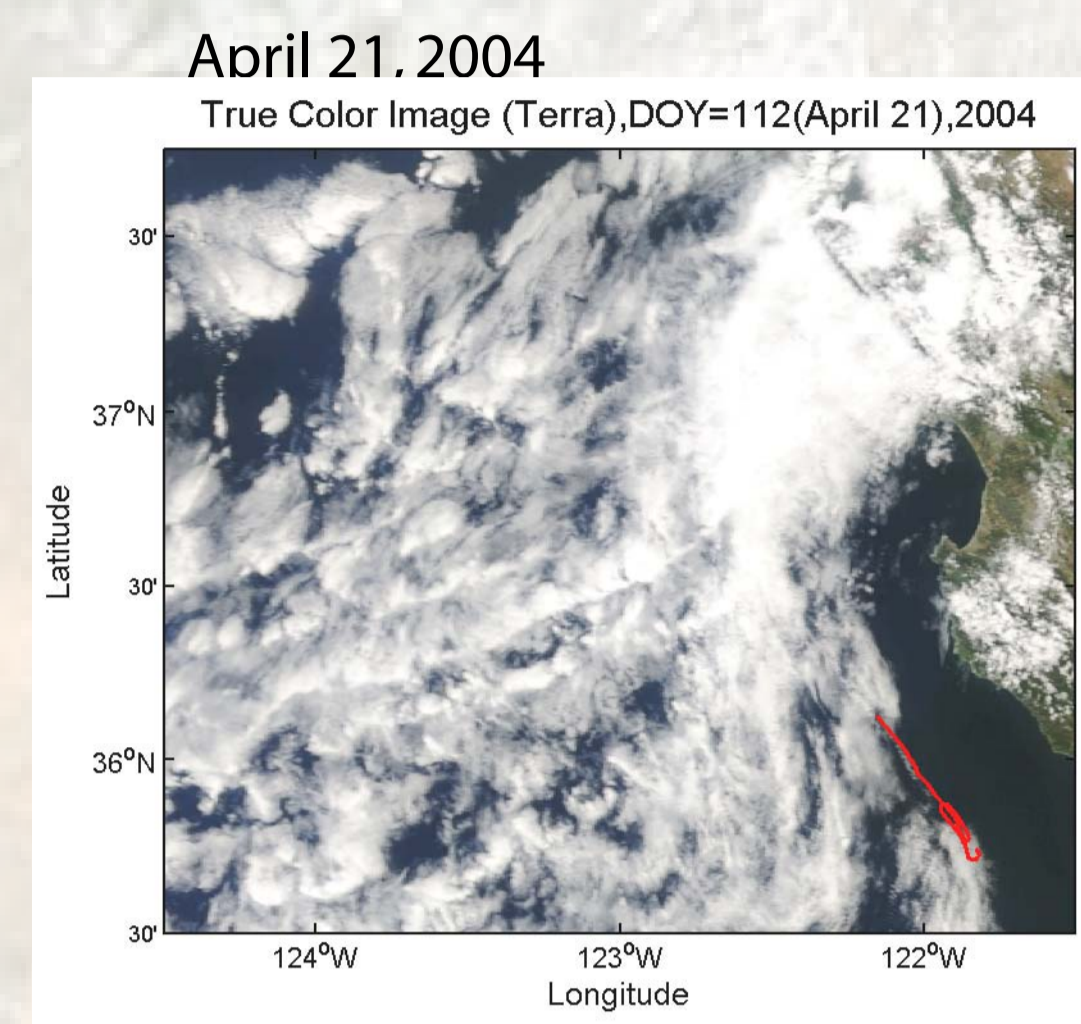 April 21, 2004
True Color Image (Terra),DOY=112(April 21),2004
30'
37°N
30'
36°N
30'
Latitude
124°W
123°W
122°W
Longitude